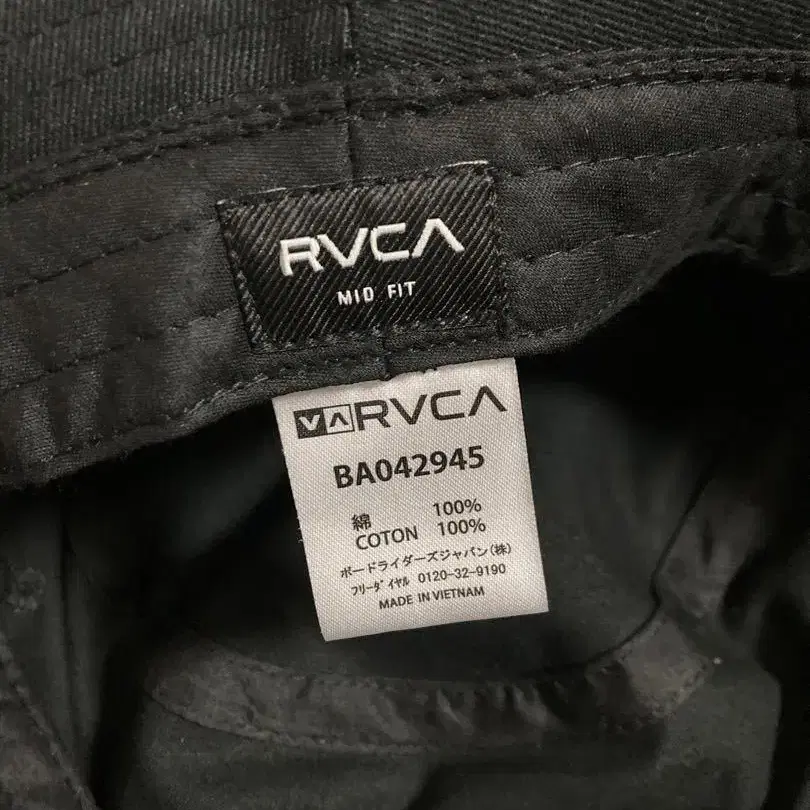 RVCA
MID FIT
VA RVCA
BA042945
綿 100%
COTON 100%
ボードライダーズジャパン(株)
フリーダイヤル 0120-32-9190
MADE IN VIETNAM